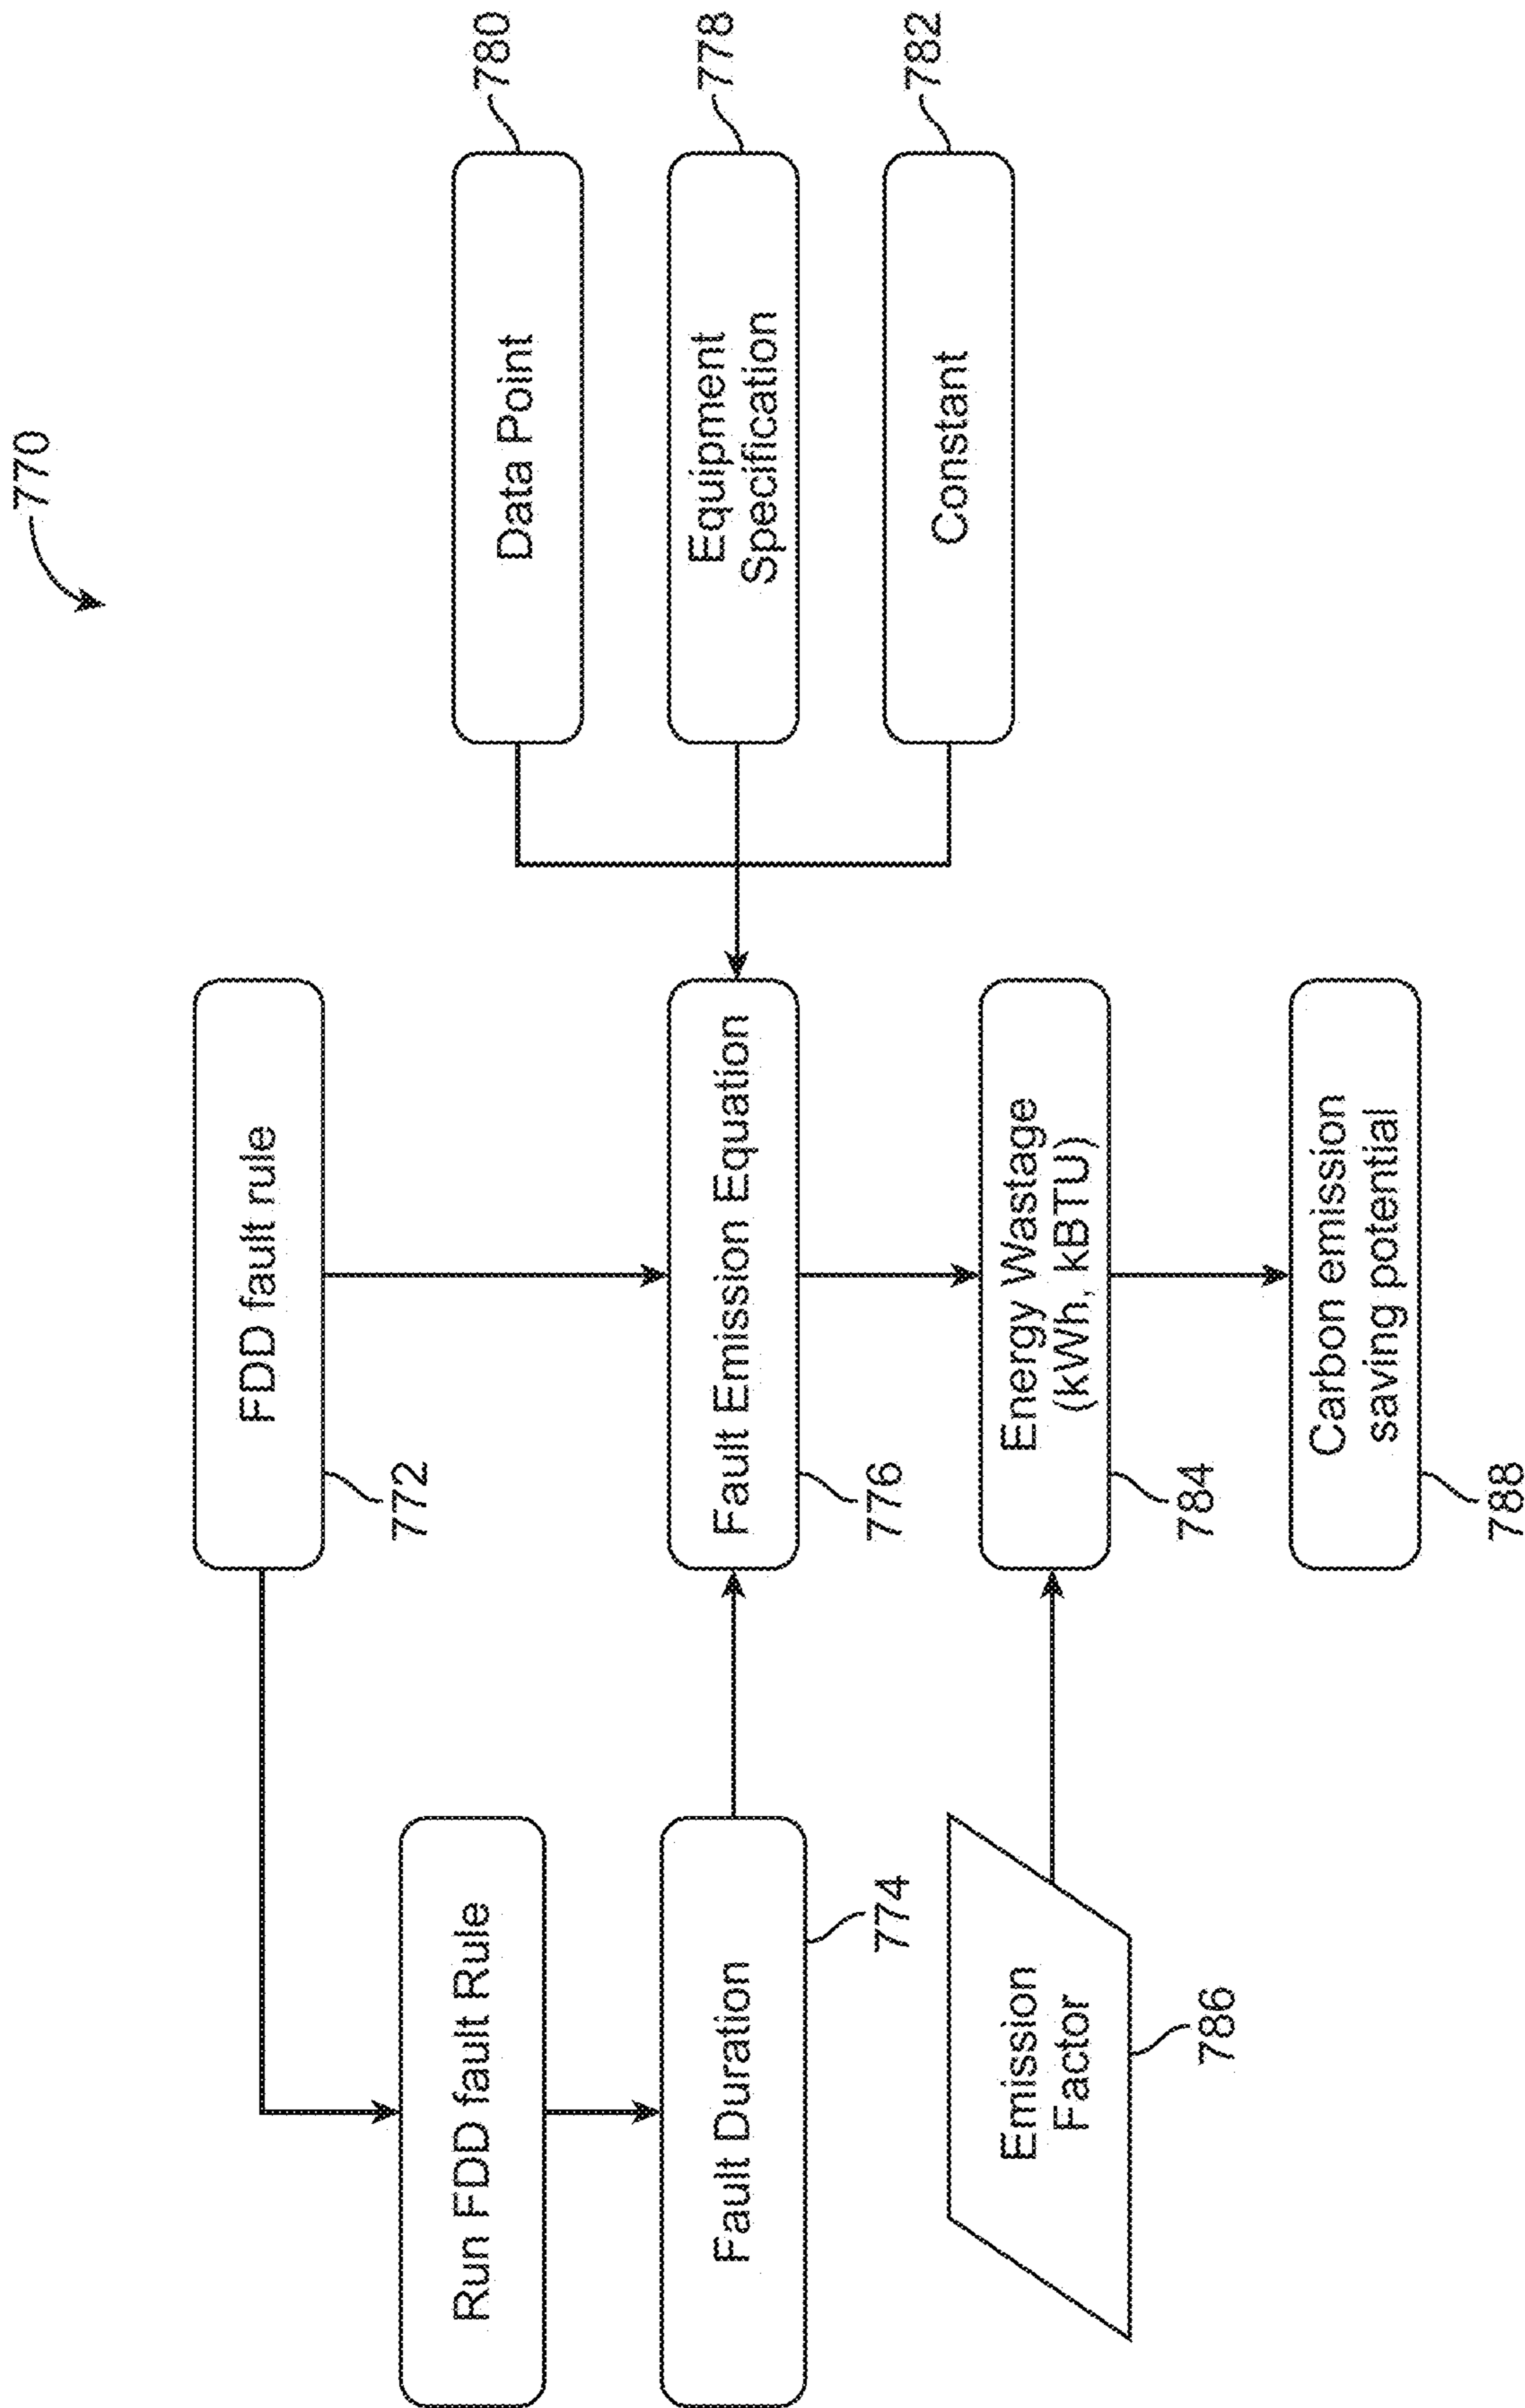 770
FDD fault rule
772
Run FDD fault Rule
Fault Duration
774
Fault Emission Equation
776
Data Point
780
Equipment
Specification
778
Constant
782
Emission
Factor
786
Energy Wastage
(kWh, kBTU)
784
Carbon emission
saving potential
788